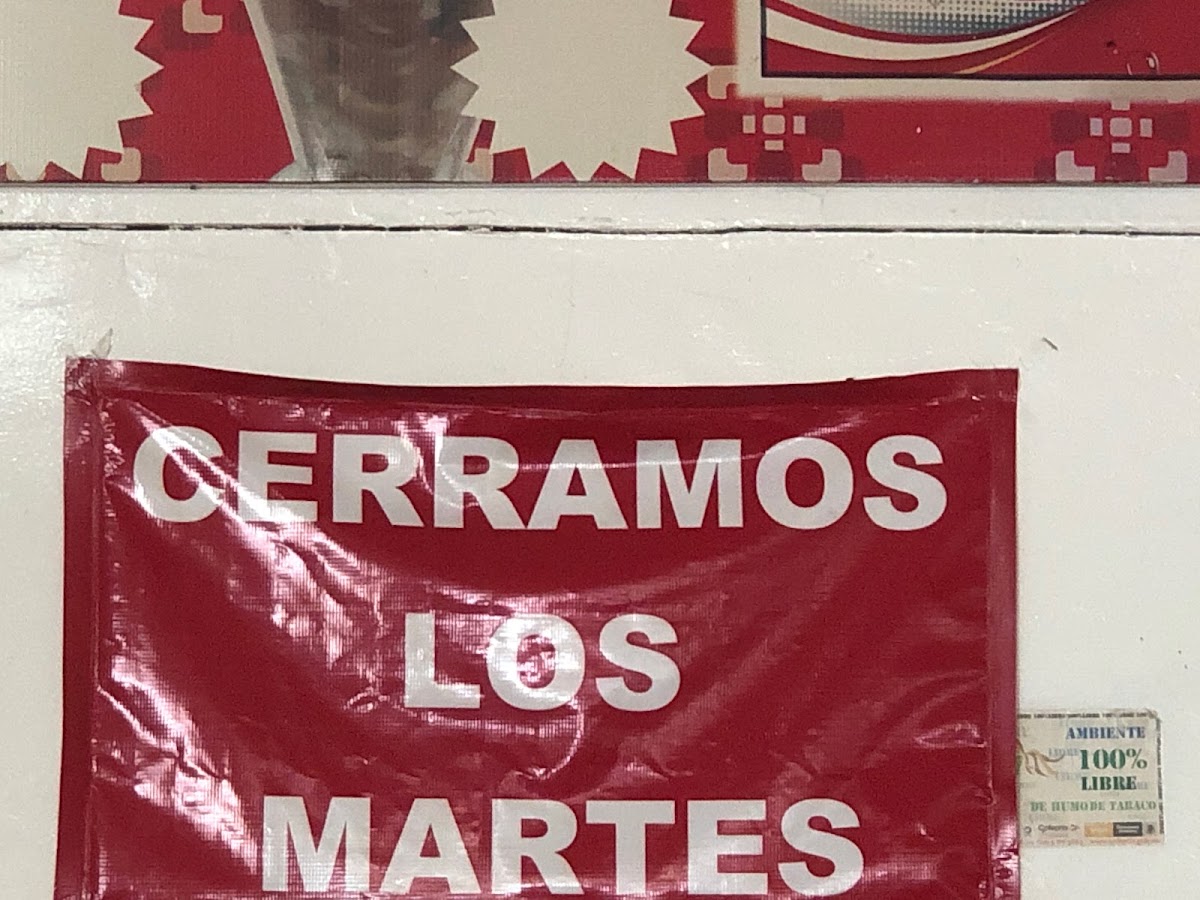 CERRAMOS
LOS
MARTES
AMBIENTE
100%
LIBRE
DE HUMO DE TABACO